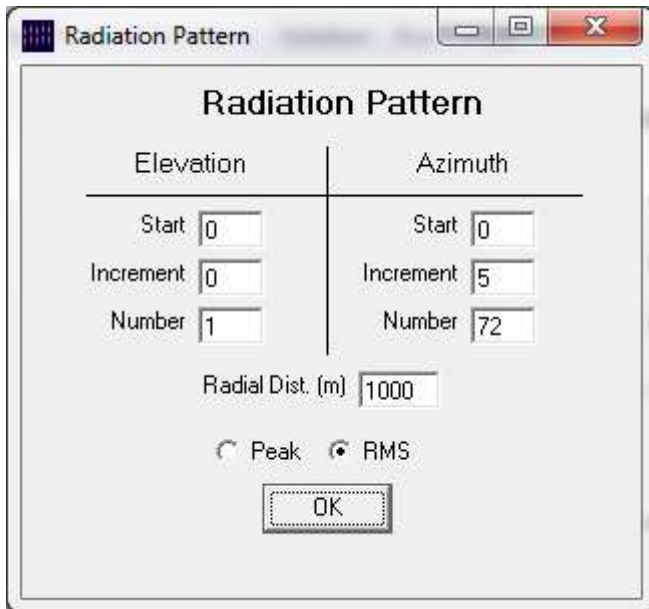 Radiation Pattern
Radiation Pattern
Elevation Azimuth
Start 0 Start 0
Increment 0 Increment 5
Number 1 Number 72
Radial Dist. (m) 1000
Peak RMS
OK